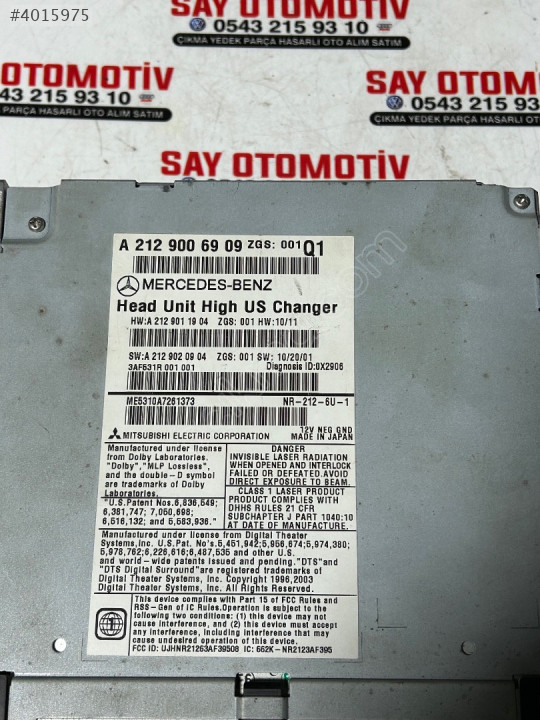 #4015975
SAY OTOMOTİV
0543 215 93 10
ÇIKMA YEDEK PARÇA HASARLI OTO ALIM SATIM
OTOMOTİV
43 215 93 10
PARÇA HASARLI OTO ALIM SATIM
SAY OTOMOTİV
0543 215
ÇIKMA YEDEK PARÇA HASARLI OTO ALIM
SAY OTOMOTİV
A 212 900 69 09 ZGS: 001 Q1
MERCEDES-BENZ
Head Unit High US Changer
HW:A 212 901 19 04 ZGS: 001 HW:10/11
SW:A 212 902 09 04 ZGS: 001 SW: 10/20/01
3AF531R 001 001 Diagnosis ID:0X2906
ME5310A7261373 NR-212-6U-1
MITSUBISHI ELECTRIC CORPORATION 12V NEG GND
MADE IN JAPAN
Manufactured under license
from Dolby Laboratories.
"Dolby", "MLP Lossless",
and the double-D symbol
are trademarks of Dolby
Laboratories.
"U.S.Patent Nos.6,836,549;
6,381,747; 7,050,698;
6,516,132; and 5,583,936."
DANGER
INVISIBLE LASER RADIATION
WHEN OPENED AND INTERLOCK
FAILED OR DEFEATED.AVOID
DIRECT EXPOSURE TO BEAM.
CLASS 1 LASER PRODUCT
PRODUCT COMPLIES WITH
DHHS RULES 21 CFR
SUBCHAPTER J PART 1040:10
AT DATE OF MANUFACTURE.
Manufactured under license from Digital Theater
Systems,Inc. U.S.Pat. No's.5,451,942;5,956,674;5,974,380;
5,978,762;6,226,616;6,487,535 and other U.S.
and world-wide patents issued and pending."DTS"and
"DTS Digital Surround"are registered trademarks of
Digital Theater Systems, Inc. Copyright 1996,2003
Digital Theater Systems, Inc. All Rights Reserved.
This device complies with Part 15 of FCC Rules and
RSS-Gen of IC Rules.Operation is subject to the
following two conditions: (1) this device may not
cause interference, and (2) this device must accept
any interference, including interference that may
cause undesired operation of this device.
FCC ID: UJHNR21263AF39508 IC: 662K-NR2123AF395